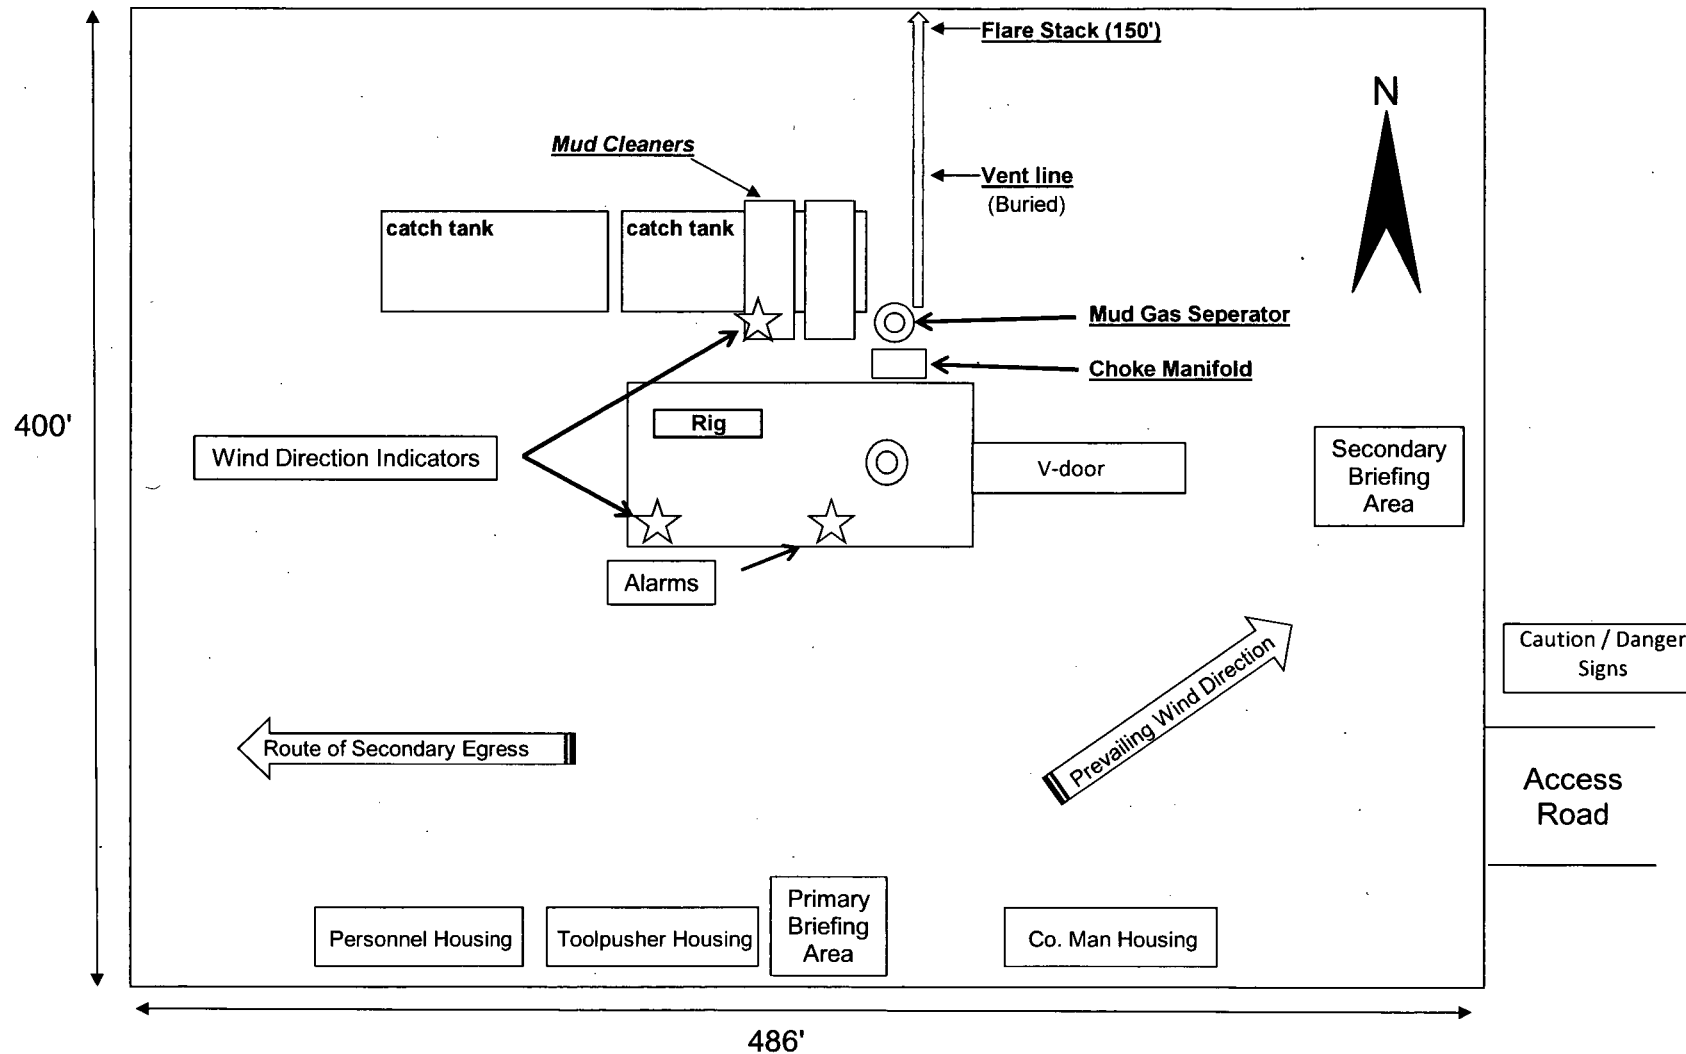 Flare Stack (150')
N
Mud Cleaners
Vent line
(Buried)
catch tank
catch tank
Mud Gas Seperator
Choke Manifold
400'
Rig
Wind Direction Indicators
V-door
Secondary
Briefing
Area
Alarms
Caution / Danger
Signs
Prevailing Wind Direction
Route of Secondary Egress
Access
Road
Primary
Briefing
Area
Personnel Housing
Toolpusher Housing
Co. Man Housing
486'